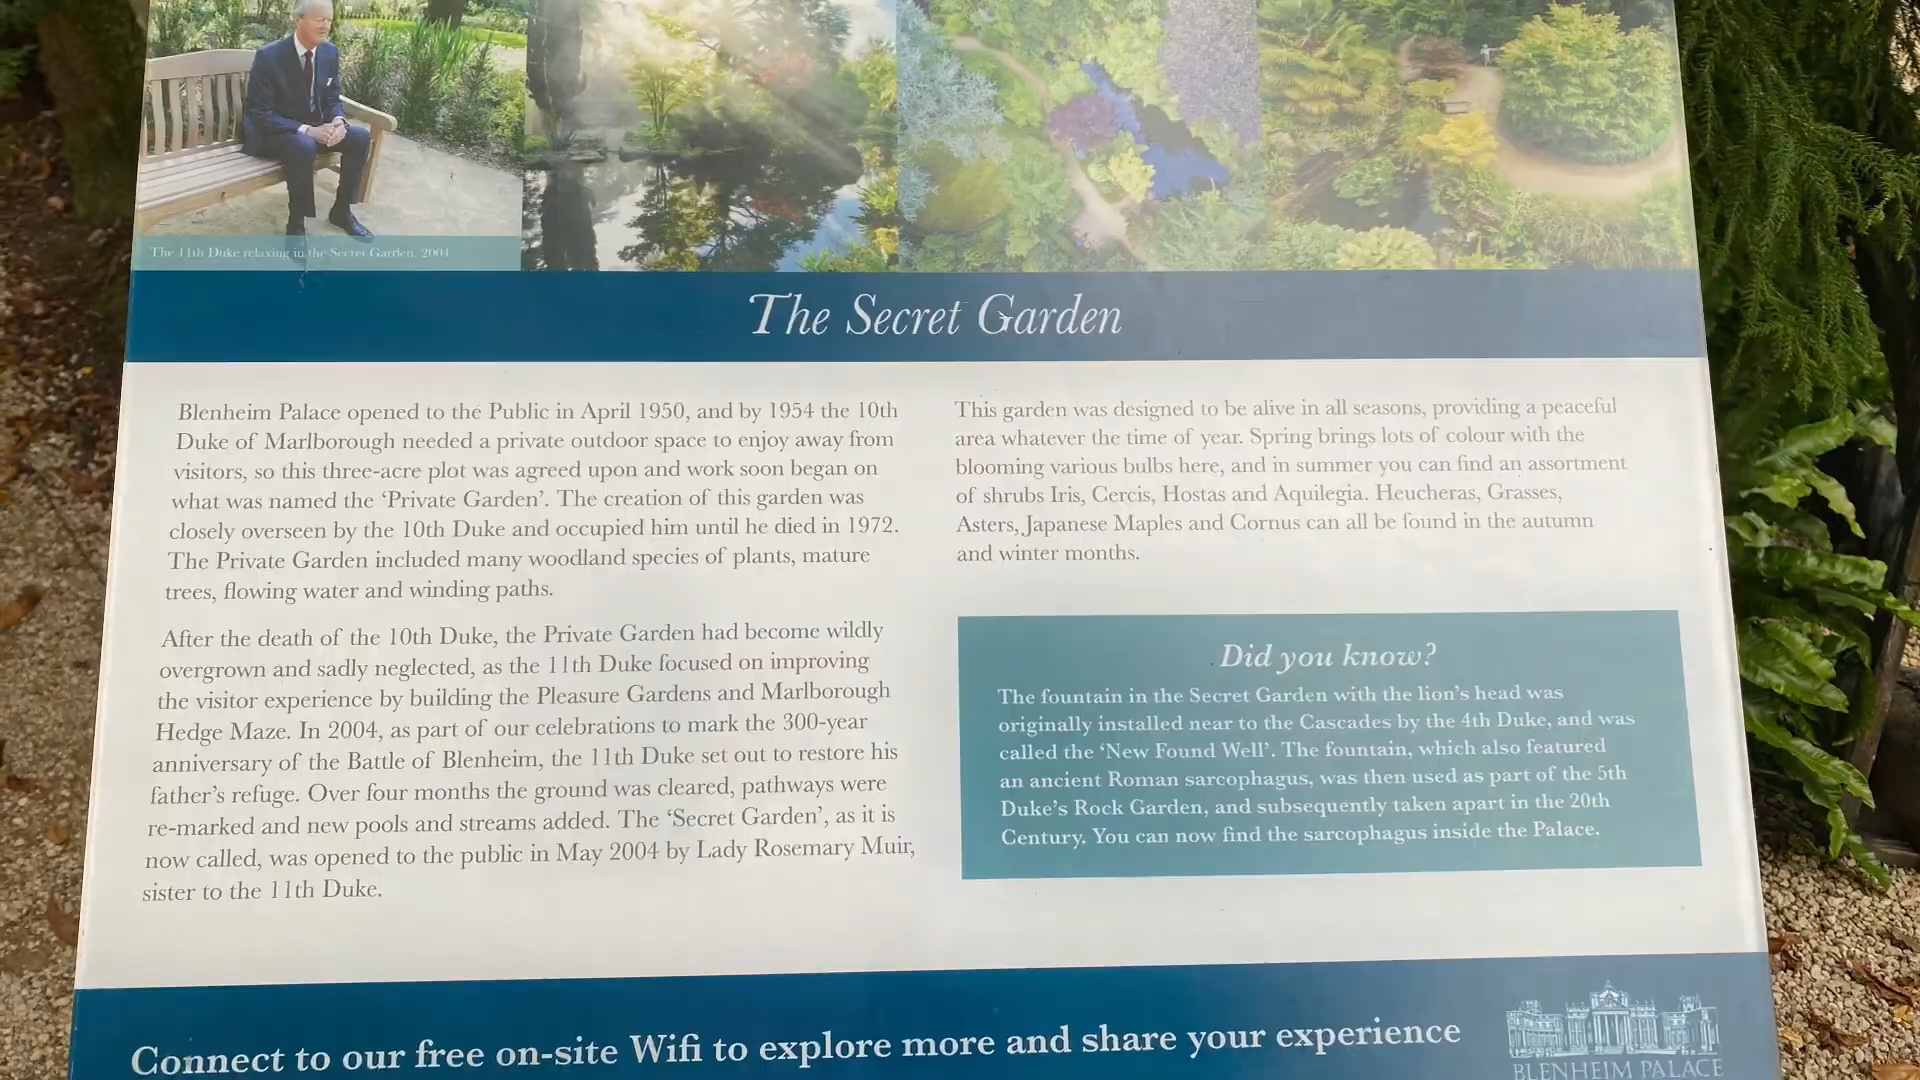 The 11th Duke relaxing in the Secret Garden, 2004
The Secret Garden
Blenheim Palace opened to the Public in April 1950, and by 1954 the 10th
Duke of Marlborough needed a private outdoor space to enjoy away from
visitors, so this three-acre plot was agreed upon and work soon began on
what was named the ‘Private Garden’. The creation of this garden was
closely overseen by the 10th Duke and occupied him until he died in 1972.
The Private Garden included many woodland species of plants, mature
trees, flowing water and winding paths.
After the death of the 10th Duke, the Private Garden had become wildly
overgrown and sadly neglected, as the 11th Duke focused on improving
the visitor experience by building the Pleasure Gardens and Marlborough
Hedge Maze. In 2004, as part of our celebrations to mark the 300-year
anniversary of the Battle of Blenheim, the 11th Duke set out to restore his
father’s refuge. Over four months the ground was cleared, pathways were
re-marked and new pools and streams added. The ‘Secret Garden’, as it is
now called, was opened to the public in May 2004 by Lady Rosemary Muir,
sister to the 11th Duke.
This garden was designed to be alive in all seasons, providing a peaceful
area whatever the time of year. Spring brings lots of colour with the
blooming various bulbs here, and in summer you can find an assortment
of shrubs Iris, Cercis, Hostas and Aquilegia. Heucheras, Grasses,
Asters, Japanese Maples and Cornus can all be found in the autumn
and winter months.
Did you know?
The fountain in the Secret Garden with the lion’s head was
originally installed near to the Cascades by the 4th Duke, and was
called the ‘New Found Well’. The fountain, which also featured
an ancient Roman sarcophagus, was then used as part of the 5th
Duke’s Rock Garden, and subsequently taken apart in the 20th
Century. You can now find the sarcophagus inside the Palace.
Connect to our free on-site Wifi to explore more and share your experience
BLENHEIM PALACE